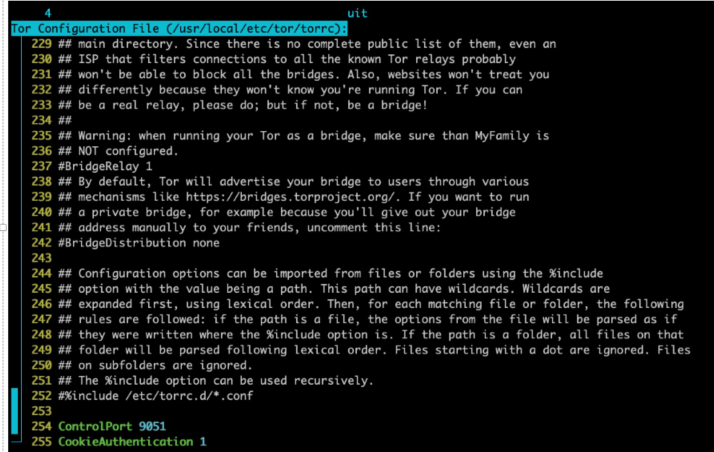 4 uit
Tor Configuration File (/usr/local/etc/tor/torrc):
229 ## main directory. Since there is no complete public list of them, even an
230 ## ISP that filters connections to all the known Tor relays probably
231 ## won't be able to block all the bridges. Also, websites won't treat you
232 ## differently because they won't know you're running Tor. If you can
233 ## be a real relay, please do; but if not, be a bridge!
234 ##
235 ## Warning: when running your Tor as a bridge, make sure than MyFamily is
236 ## NOT configured.
237 #BridgeRelay 1
238 ## By default, Tor will advertise your bridge to users through various
239 ## mechanisms like https://bridges.torproject.org/. If you want to run
240 ## a private bridge, for example because you'll give out your bridge
241 ## address manually to your friends, uncomment this line:
242 #BridgeDistribution none
243
244 ## Configuration options can be imported from files or folders using the %include
245 ## option with the value being a path. This path can have wildcards. Wildcards are
246 ## expanded first, using lexical order. Then, for each matching file or folder, the following
247 ## rules are followed: if the path is a file, the options from the file will be parsed as if
248 ## they were written where the %include option is. If the path is a folder, all files on that
249 ## folder will be parsed following lexical order. Files starting with a dot are ignored. Files
250 ## on subfolders are ignored.
251 ## The %include option can be used recursively.
252 #%include /etc/torrc.d/*.conf
253
254 ControlPort 9051
255 CookieAuthentication 1